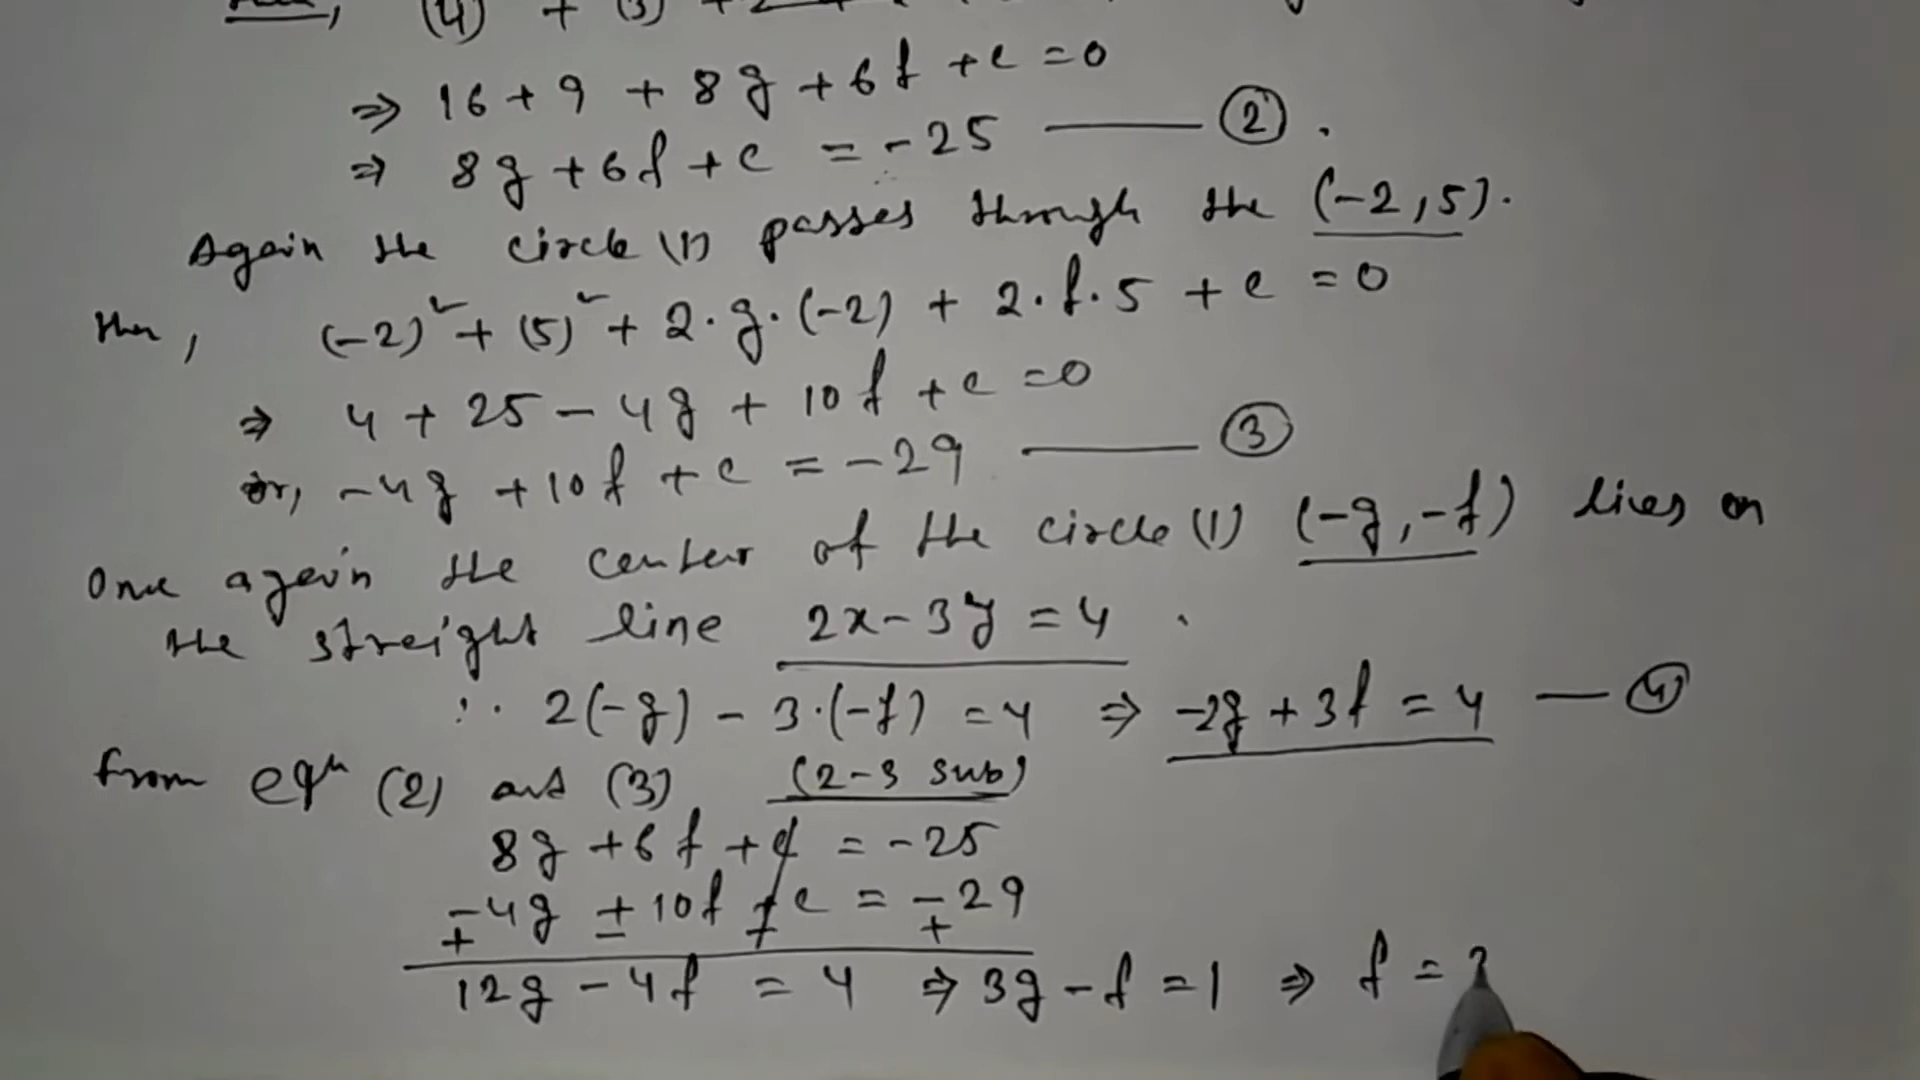 (4) + (3) +
⇒ 16 + 9 + 8g + 6f + c = 0
⇒ 8g + 6f + c = -25 —— ②.
Again the circle (1) passes through the (-2, 5).
then, (-2)² + (5)² + 2·g·(-2) + 2·f·5 + c = 0
⇒ 4 + 25 - 4g + 10f + c = 0
or, -4g + 10f + c = -29 —— ③
Once again the center of the circle (1) (-g, -f) lies on
the streight line 2x - 3y = 4.
∴ 2(-g) - 3·(-f) = 4 ⇒ -2g + 3f = 4 — ④
From eqn (2) and (3) (2-3 sub)
8g + 6f + c = -25
-4g + 10f + c = -29
+ - - +
12g - 4f = 4 ⇒ 3g - f = 1 ⇒ f =